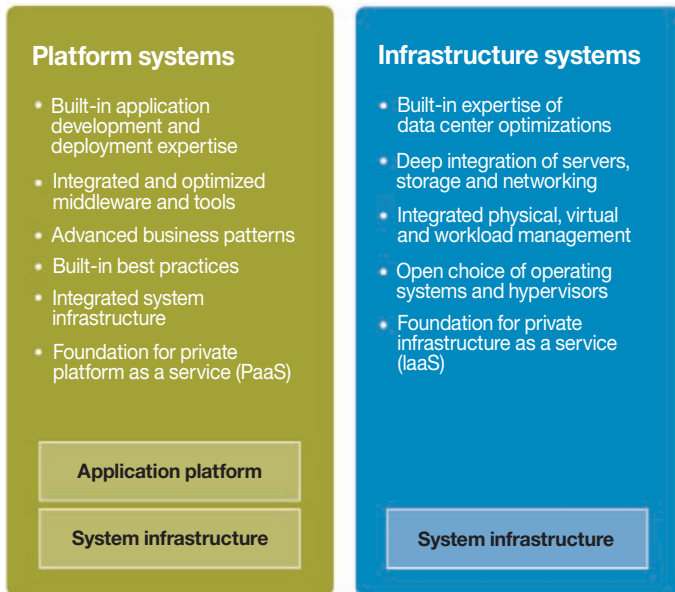 Platform systems
• Built-in application
development and
deployment expertise
• Integrated and optimized
middleware and tools
• Advanced business patterns
• Built-in best practices
• Integrated system
infrastructure
• Foundation for private
platform as a service (PaaS)
Application platform
System infrastructure
Infrastructure systems
• Built-in expertise of
data center optimizations
• Deep integration of servers,
storage and networking
• Integrated physical, virtual
and workload management
• Open choice of operating
systems and hypervisors
• Foundation for private
infrastructure as a service
(IaaS)
System infrastructure